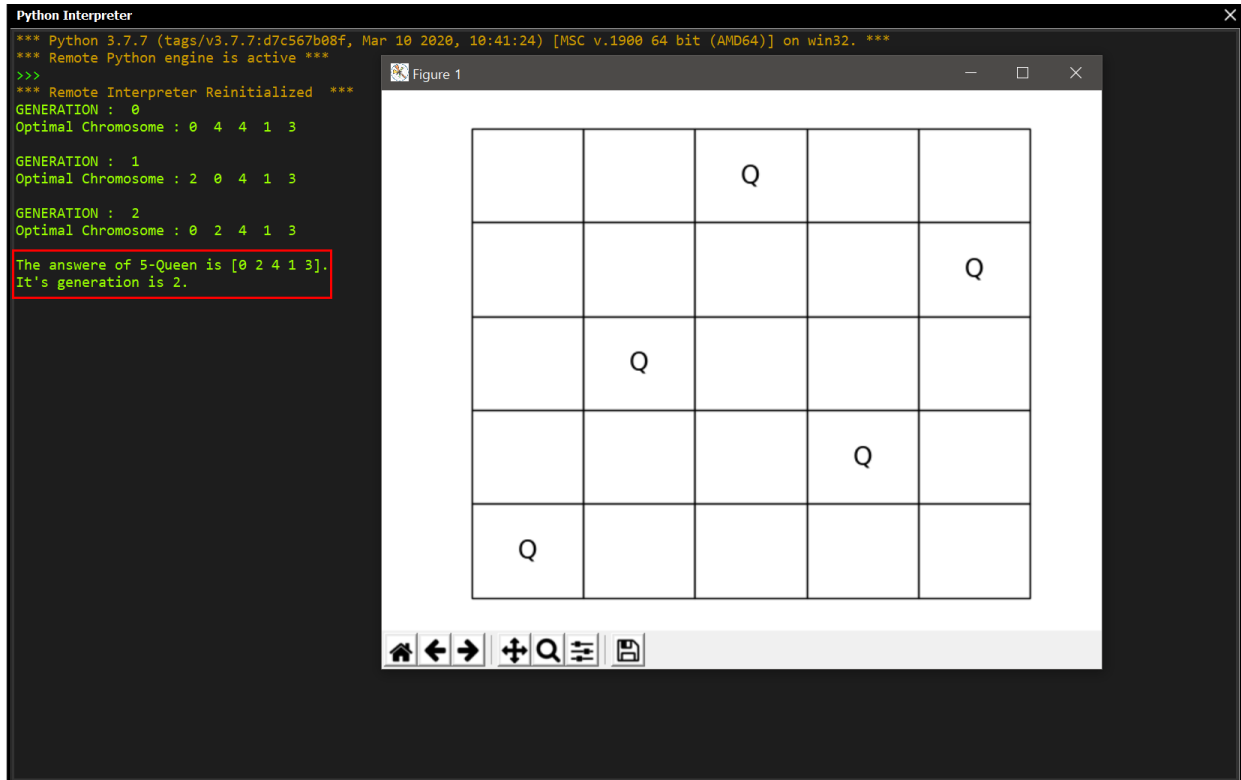 Python Interpreter
*** Python 3.7.7 (tags/v3.7.7:d7c567b08f, Mar 10 2020, 10:41:24) [MSC v.1900 64 bit (AMD64)] on win32. ***
*** Remote Python engine is active ***
>>>
*** Remote Interpreter Reinitialized  ***
GENERATION :  0
Optimal Chromosome : 0  4  4  1  3
GENERATION :  1
Optimal Chromosome : 2  0  4  1  3
GENERATION :  2
Optimal Chromosome : 0  2  4  1  3
The answere of 5-Queen is [0 2 4 1 3].
It's generation is 2.
Figure 1
Q
Q
Q
Q
Q